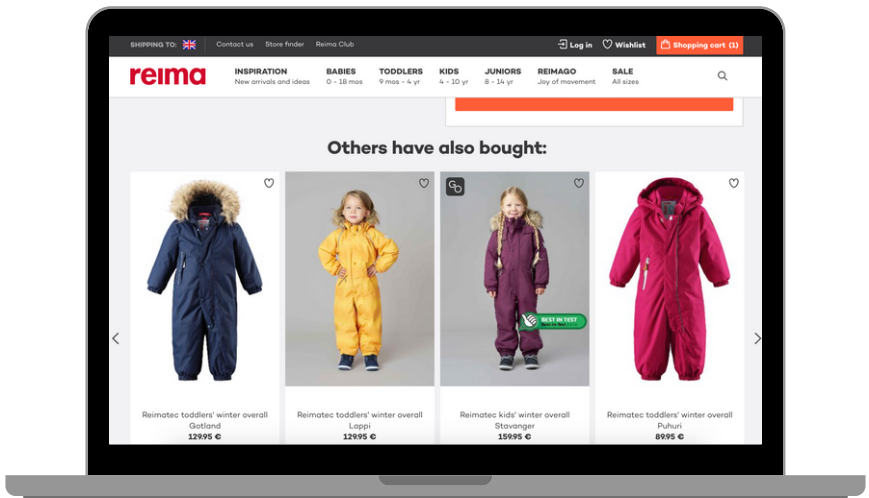 SHIPPING TO:
Contact us
Store finder
Reima Club
Log in
Wishlist
Shopping cart (1)
reima
INSPIRATION
New arrivals and ideas
BABIES
0 - 18 mos
TODDLERS
9 mos - 4 yr
KIDS
4 - 10 yr
JUNIORS
8 - 14 yr
REIMAGO
Joy of movement
SALE
All sizes
Others have also bought:
GO
BEST IN TEST
Best in Test
Reimatec toddlers' winter overall
Gotland
129.95 €
Reimatec toddlers' winter overall
Lappi
129.95 €
Reimatec kids' winter overall
Stavanger
159.95 €
Reimatec toddlers' winter overall
Puhuri
89.95 €